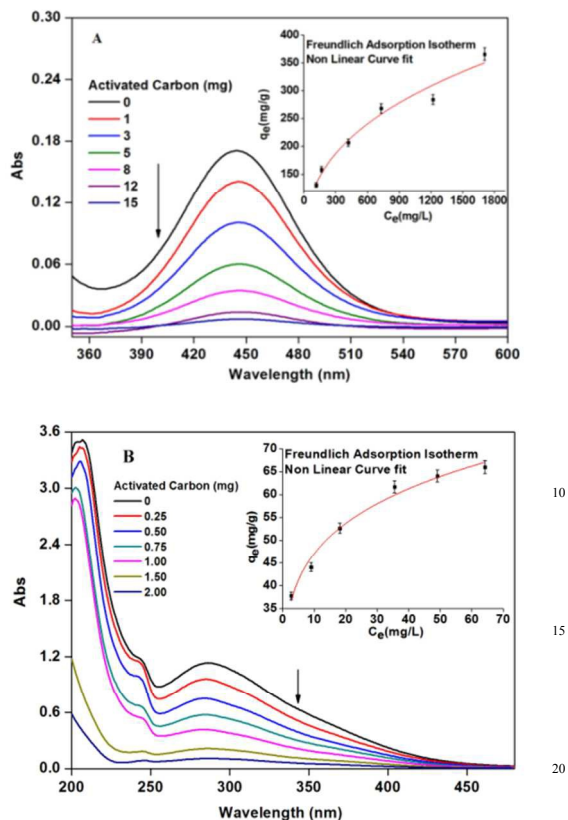 A
Activated Carbon (mg)
0
1
3
5
8
12
15
Abs
0.30
0.24
0.18
0.12
0.06
0.00
360 390 420 450 480 510 540 570 600
Wavelength (nm)
Freundlich Adsorption Isotherm
Non Linear Curve fit
qe(mg/g)
400
350
300
250
200
150
300 600 900 1200 1500 1800
Ce(mg/L)
B
Activated Carbon (mg)
0
0.25
0.50
0.75
1.00
1.50
2.00
Abs
3.6
3.0
2.4
1.8
1.2
0.6
0.0
200 250 300 350 400 450
Wavelength (nm)
Freundlich Adsorption Isotherm
Non Linear Curve fit
qe(mg/g)
70
65
60
55
50
45
40
35
0 10 20 30 40 50 60 70
Ce(mg/L)
10
15
20